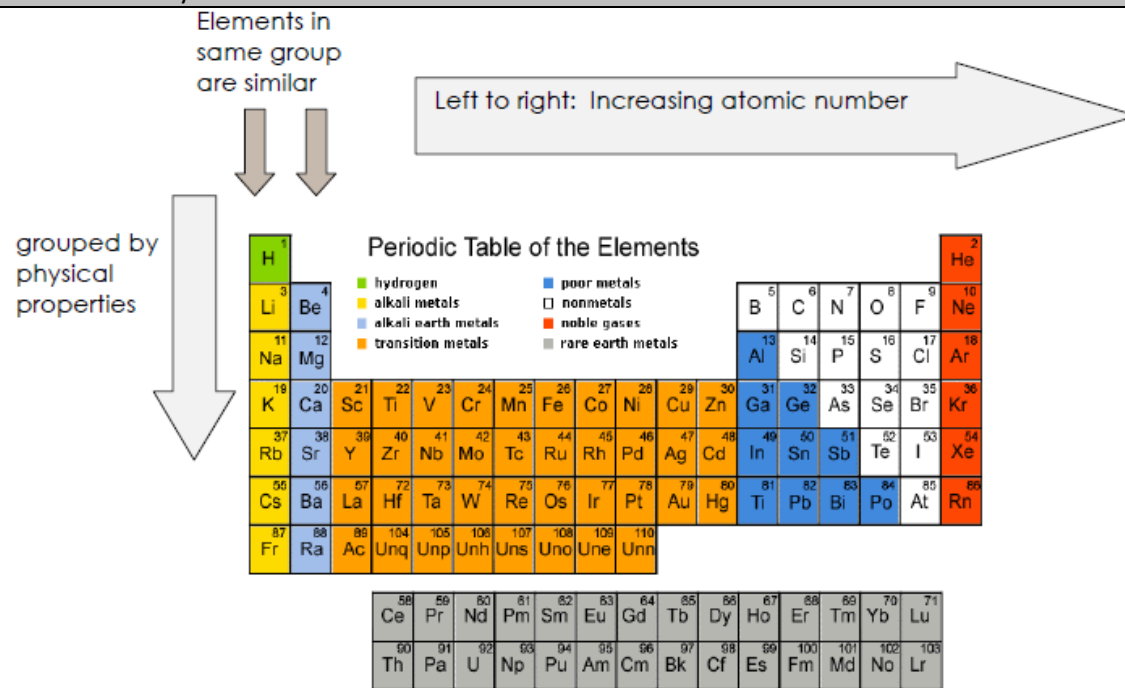 Elements in
same group
are similar
Left to right: Increasing atomic number
grouped by
physical
properties
Periodic Table of the Elements
hydrogen poor metals
alkali metals nonmetals
alkali earth metals noble gases
transition metals rare earth metals
1 2
H He
3 4 5 6 7 8 9 10
Li Be B C N O F Ne
11 12 13 14 15 16 17 18
Na Mg Al Si P S Cl Ar
19 20 21 22 23 24 25 26 27 28 29 30 31 32 33 34 35 36
K Ca Sc Ti V Cr Mn Fe Co Ni Cu Zn Ga Ge As Se Br Kr
37 38 39 40 41 42 43 44 45 46 47 48 49 50 51 52 53 54
Rb Sr Y Zr Nb Mo Tc Ru Rh Pd Ag Cd In Sn Sb Te I Xe
55 56 57 72 73 74 75 76 77 78 79 80 81 82 83 84 85 86
Cs Ba La Hf Ta W Re Os Ir Pt Au Hg Ti Pb Bi Po At Rn
87 88 89 104 105 106 107 108 109 110
Fr Ra Ac Unq Unp Unh Uns Uno Une Unn
58 59 60 61 62 63 64 65 66 67 68 69 70 71
Ce Pr Nd Pm Sm Eu Gd Tb Dy Ho Er Tm Yb Lu
90 91 92 93 94 95 96 97 98 99 100 101 102 103
Th Pa U Np Pu Am Cm Bk Cf Es Fm Md No Lr